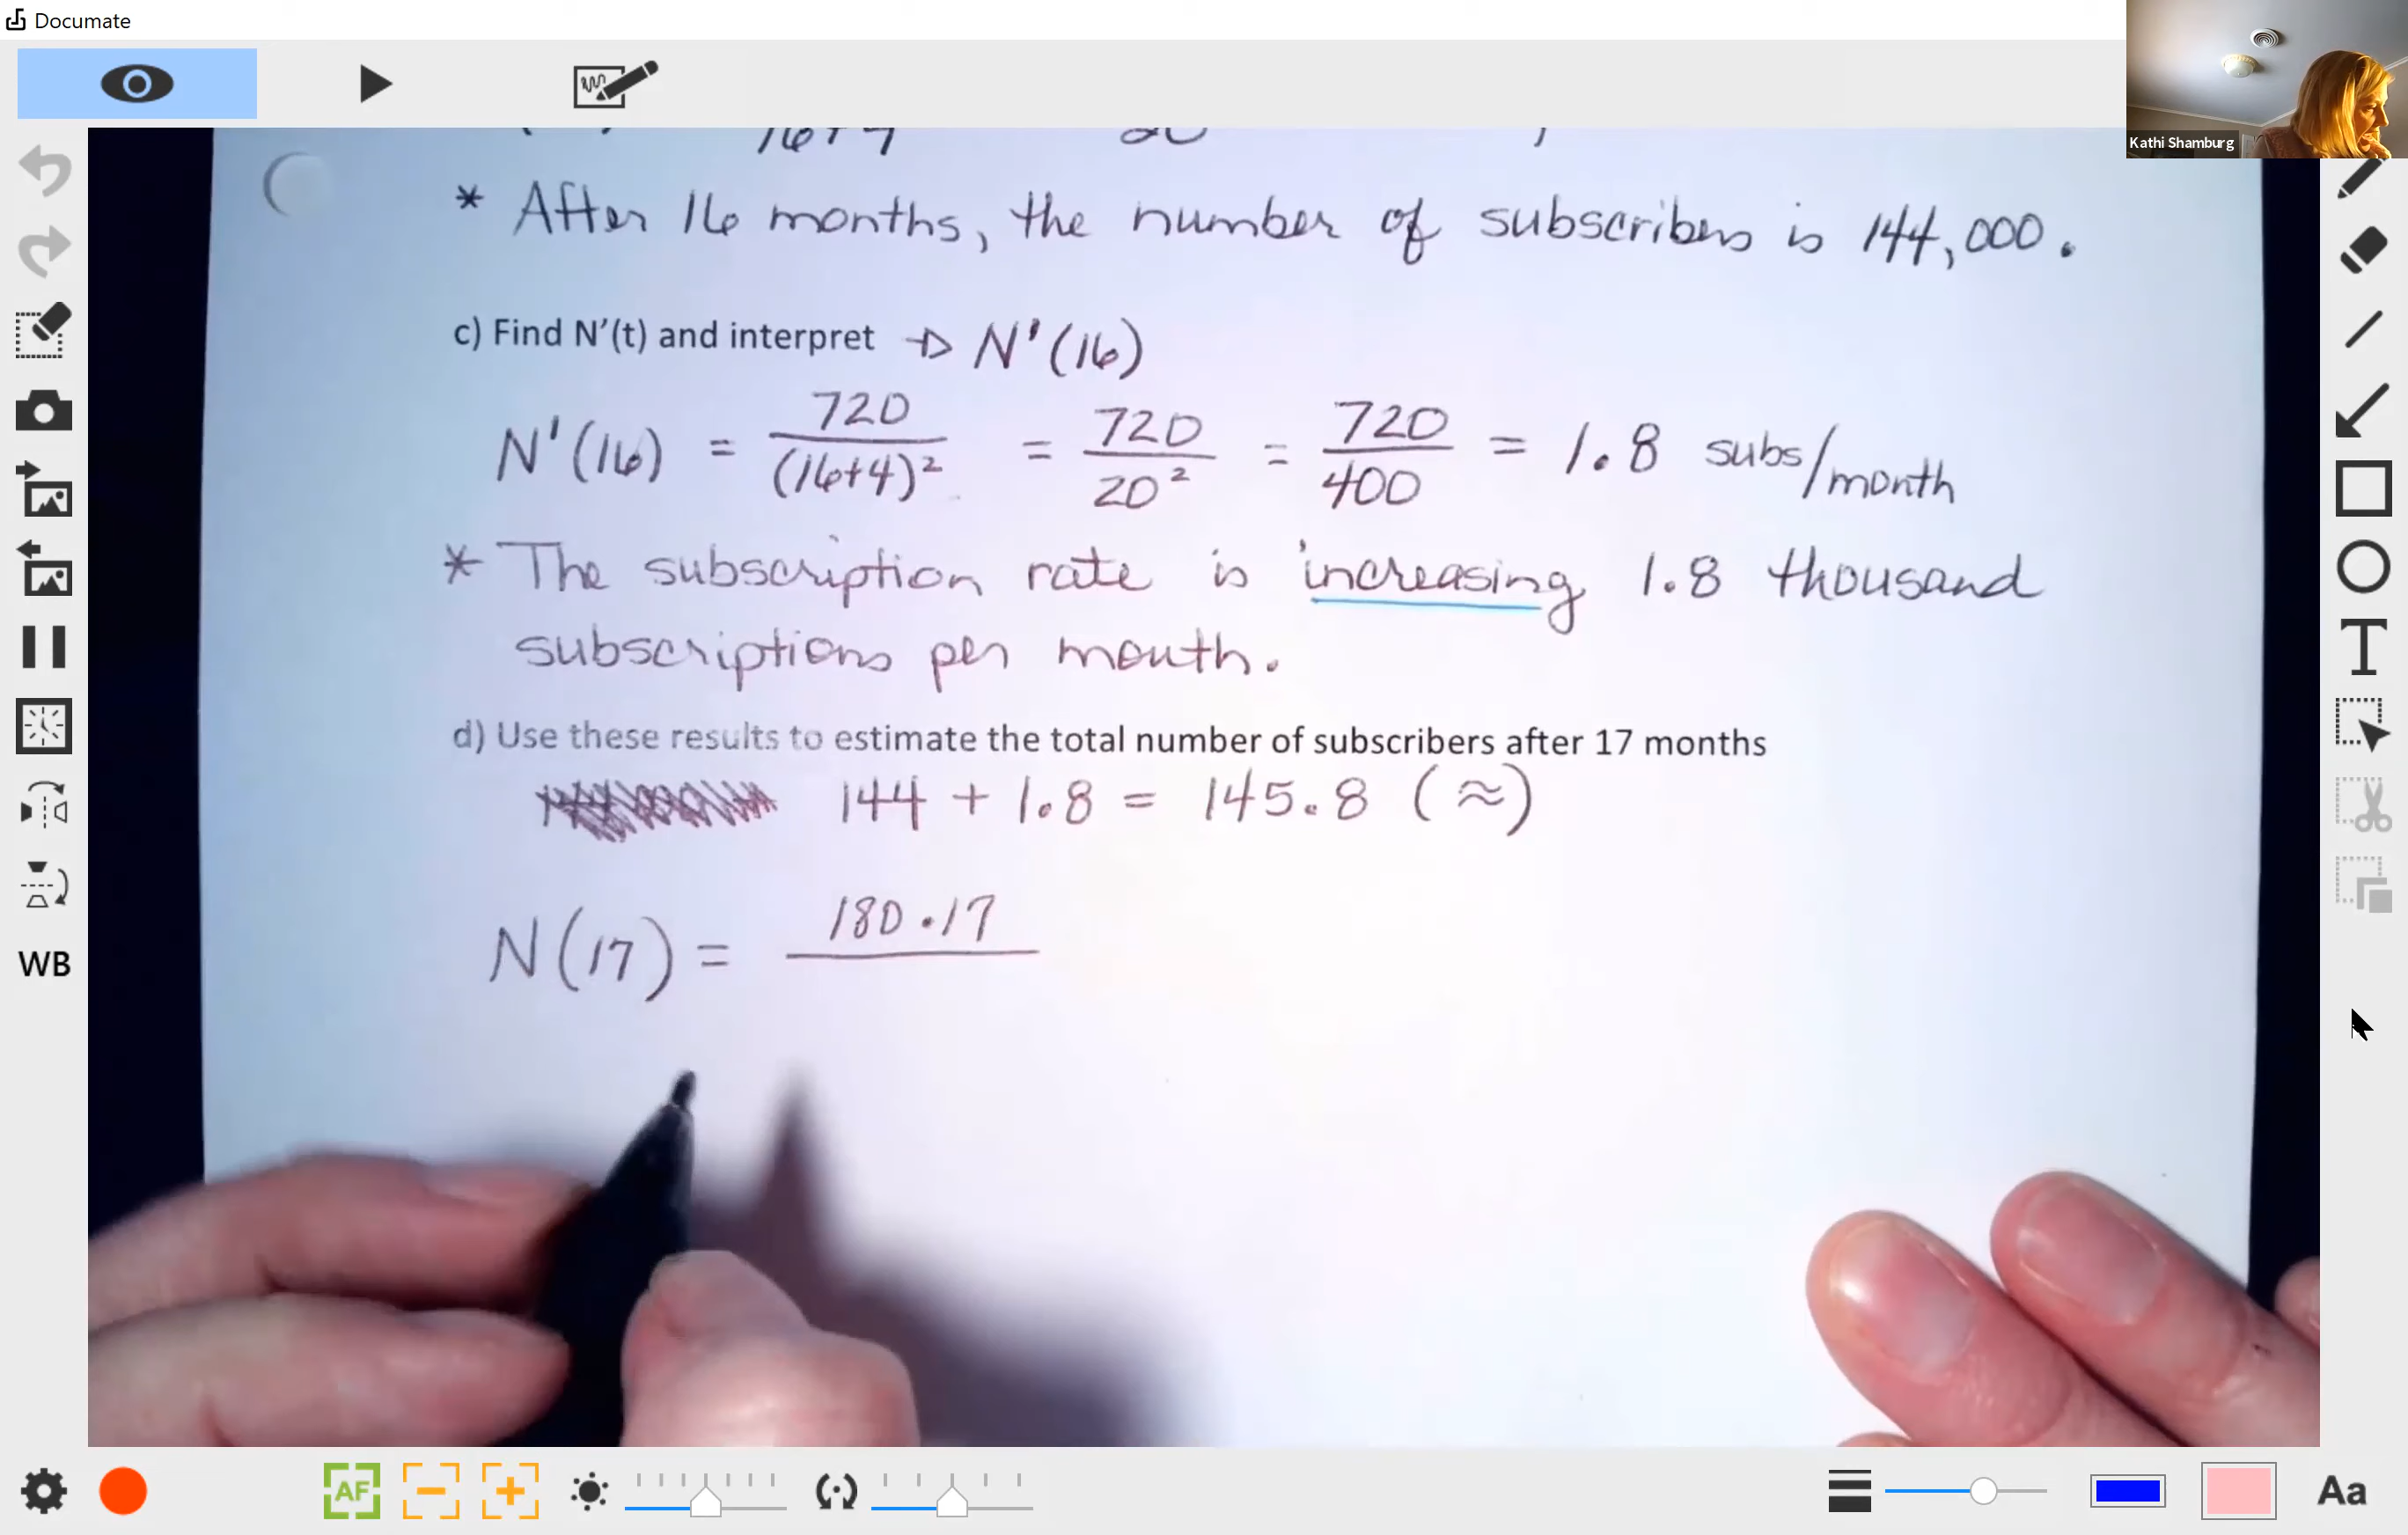 Documate
Kathi Shamburg
16+4 20
* After 16 months, the number of subscribers is 144,000.
c) Find N'(t) and interpret → N'(16)
N'(16) = 720/(16+4)² = 720/20² = 720/400 = 1.8 subs/month
* The subscription rate is increasing 1.8 thousand
subscriptions per month.
d) Use these results to estimate the total number of subscribers after 17 months
144 + 1.8 = 145.8 (≈)
N(17) = 180·17
WB
T
AF
Aa